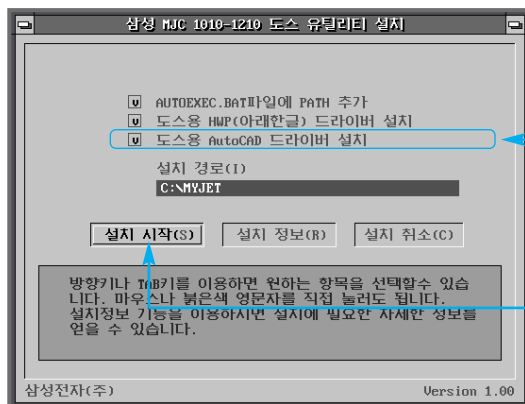 삼성 MJC 1010-1210 도스 유틸리티 설치
v AUTOEXEC.BAT파일에 PATH 추가
v 도스용 HWP(아래한글) 드라이버 설치
v 도스용 AutoCAD 드라이버 설치
설치 경로(I)
C:\MYJET
설치 시작(S) 설치 정보(R) 설치 취소(C)
방향키나 TAB키를 이용하면 원하는 항목을 선택할수 있습
니다. 마우스나 붉은색 영문자를 직접 눌러도 됩니다.
설치정보 기능을 이용하시면 설치에 필요한 자세한 정보를
얻을 수 있습니다.
삼성전자(주) Version 1.00